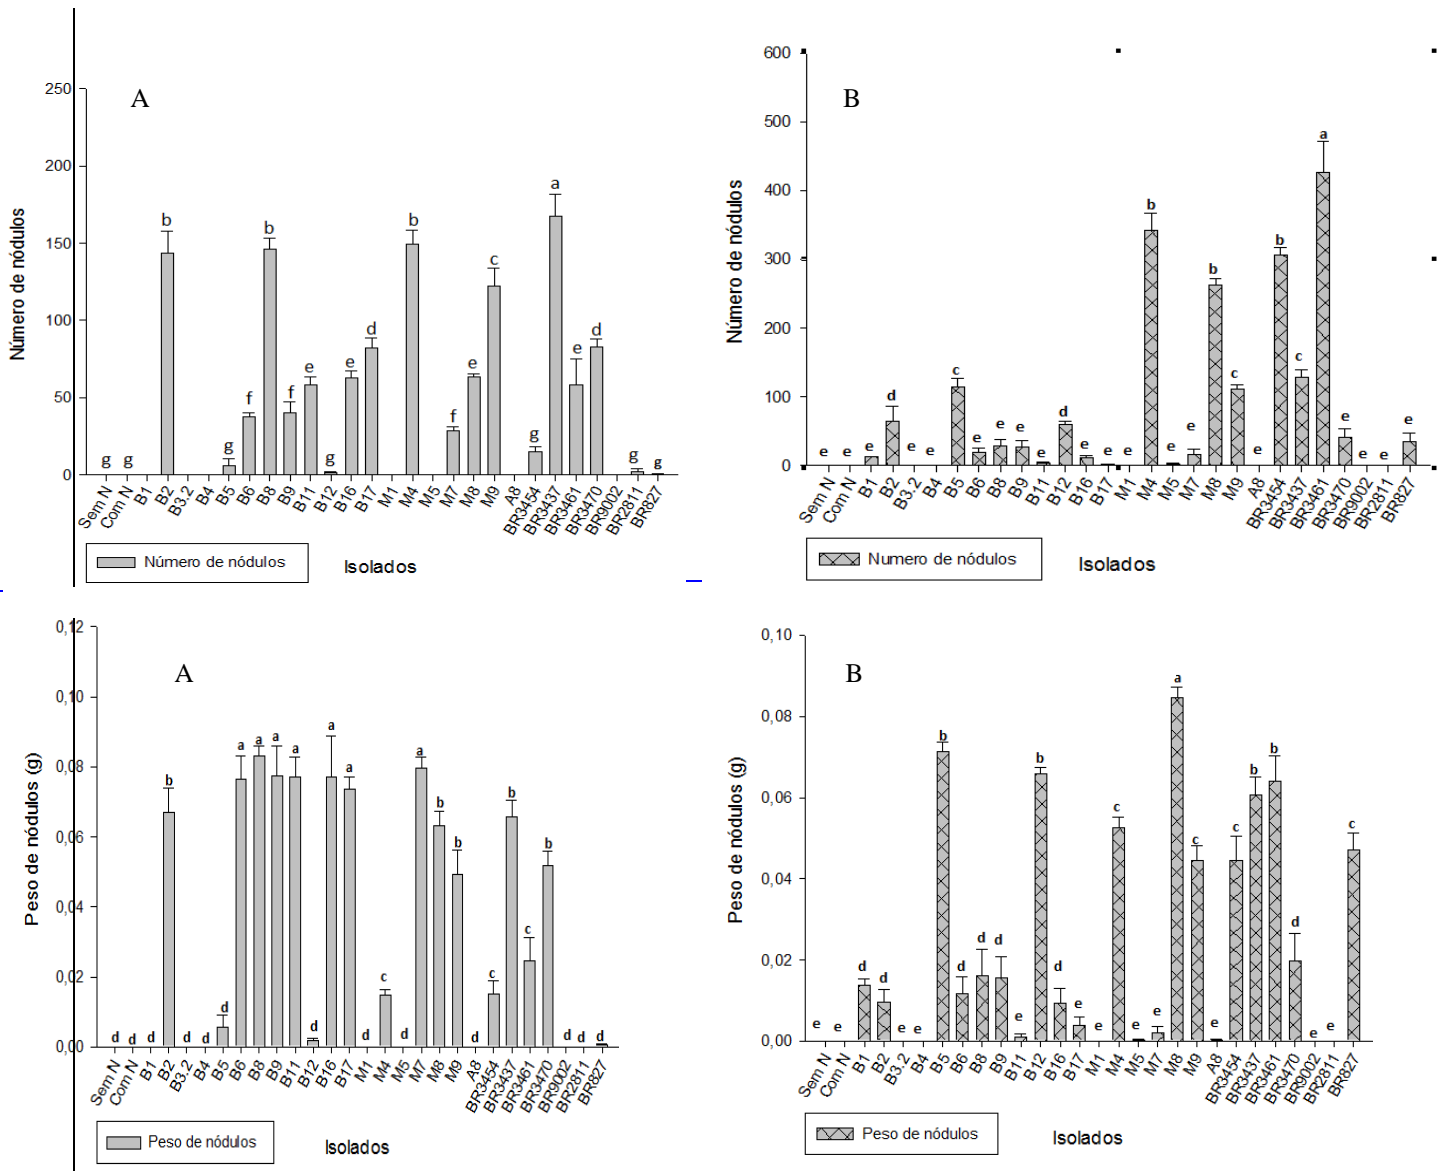 A
250
200
150
100
50
0
Número de nódulos
g g b g f b f e g e d b f e c g a e d g g
Sem N Com N B1 B2 B3.2 B4 B5 B6 B8 B9 B11 B12 B16 B17 M1 M4 M5 M7 M8 M9 A8 BR3454 BR3437 BR3461 BR3470 BR9002 BR2811 BR827
Número de nódulos
Isolados
B
600
500
400
300
200
100
0
Número de nódulos
e e e d e e c e e e e d e e e b e e b c e b c a e e e e
Sem N Com N B1 B2 B3.2 B4 B5 B6 B8 B9 B11 B12 B16 B17 M1 M4 M5 M7 M8 M9 A8 BR3454 BR3437 BR3461 BR3470 BR9002 BR2811 BR827
Numero de nódulos
Isolados
A
0,12
0,10
0,08
0,06
0,04
0,02
0,00
Peso de nódulos (g)
d d d b d d d a a a a d a a d c d a b b d c b c b d d d
Sem N Com N B1 B2 B3.2 B4 B5 B6 B8 B9 B11 B12 B16 B17 M1 M4 M5 M7 M8 M9 A8 BR3454 BR3437 BR3461 BR3470 BR9002 BR2811 BR827
Peso de nódulos
Isolados
B
0,10
0,08
0,06
0,04
0,02
0,00
Peso de nódulos (g)
e e d d e e b d d d e b d e e c e e a c e c b b d e e c
Sem N Com N B1 B2 B3.2 B4 B5 B6 B8 B9 B11 B12 B16 B17 M1 M4 M5 M7 M8 M9 A8 BR3454 BR3437 BR3461 BR3470 BR9002 BR2811 BR827
Peso de nódulos
Isolados